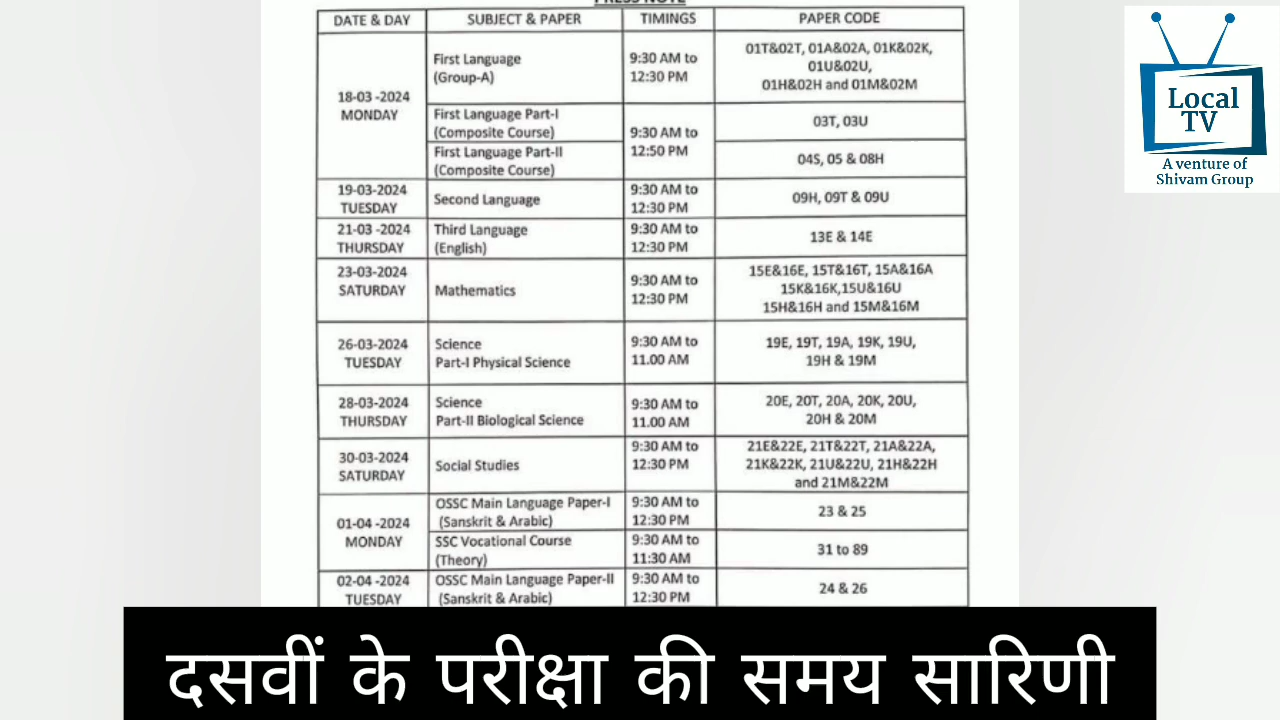 PRESS NOTE
DATE & DAY SUBJECT & PAPER TIMINGS PAPER CODE
18-03 -2024
MONDAY
First Language
(Group-A)
9:30 AM to
12:30 PM
01T&02T, 01A&02A, 01K&02K,
01U&02U,
01H&02H and 01M&02M
First Language Part-I
(Composite Course)
9:30 AM to
12:50 PM
03T, 03U
First Language Part-II
(Composite Course)
04S, 05 & 08H
19-03-2024
TUESDAY
Second Language
9:30 AM to
12:30 PM
09H, 09T & 09U
21-03 -2024
THURSDAY
Third Language
(English)
9:30 AM to
12:30 PM
13E & 14E
23-03-2024
SATURDAY
Mathematics
9:30 AM to
12:30 PM
15E&16E, 15T&16T, 15A&16A
15K&16K,15U&16U
15H&16H and 15M&16M
26-03-2024
TUESDAY
Science
Part-I Physical Science
9:30 AM to
11.00 AM
19E, 19T, 19A, 19K, 19U,
19H & 19M
28-03-2024
THURSDAY
Science
Part-II Biological Science
9:30 AM to
11.00 AM
20E, 20T, 20A, 20K, 20U,
20H & 20M
30-03-2024
SATURDAY
Social Studies
9:30 AM to
12:30 PM
21E&22E, 21T&22T, 21A&22A,
21K&22K, 21U&22U, 21H&22H
and 21M&22M
01-04 -2024
MONDAY
OSSC Main Language Paper-I
(Sanskrit & Arabic)
9:30 AM to
12:30 PM
23 & 25
SSC Vocational Course
(Theory)
9:30 AM to
11:30 AM
31 to 89
02-04 -2024
TUESDAY
OSSC Main Language Paper-II
(Sanskrit & Arabic)
9:30 AM to
12:30 PM
24 & 26
Local
TV
A venture of
Shivam Group
दसवीं के परीक्षा की समय सारिणी